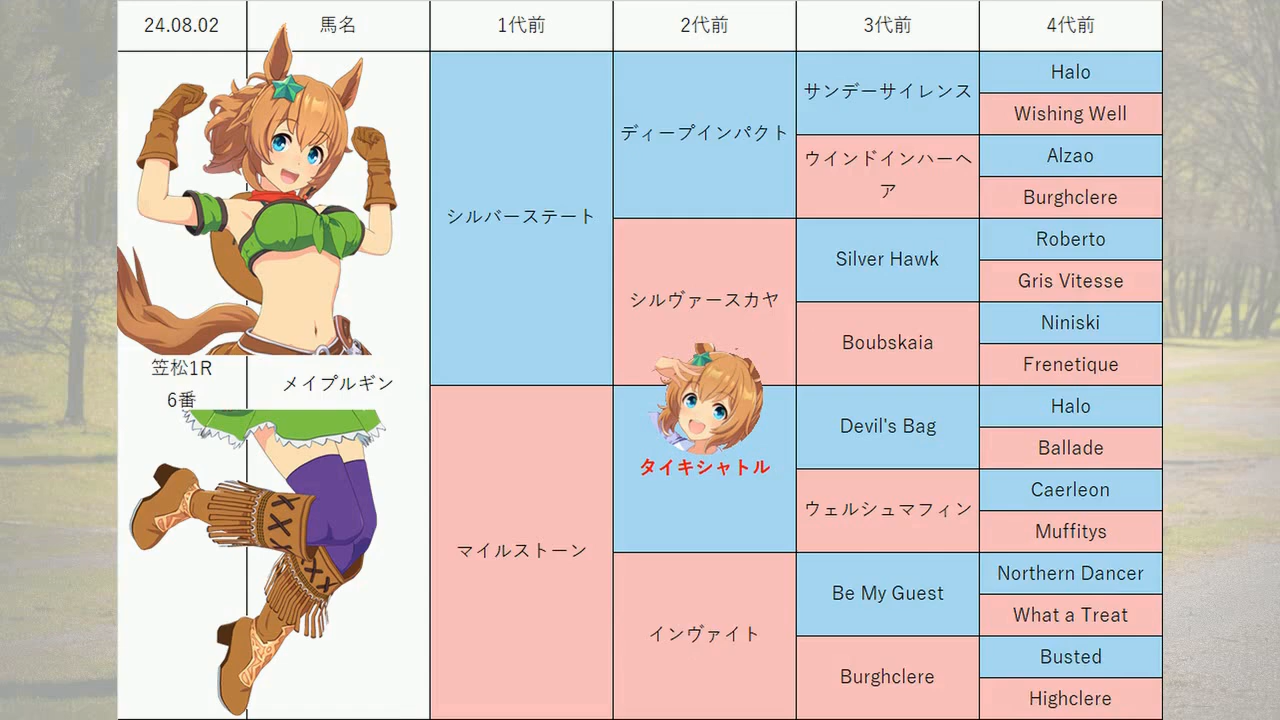 24.08.02
馬名
1代前
2代前
3代前
4代前
笠松1R
6番
メイプルギン
シルバーステート
マイルストーン
ディープインパクト
シルヴァースカヤ
タイキシャトル
インヴァイト
サンデーサイレンス
ウインドインハーヘ
ア
Silver Hawk
Boubskaia
Devil's Bag
ウェルシュマフィン
Be My Guest
Burghclere
Halo
Wishing Well
Alzao
Burghclere
Roberto
Gris Vitesse
Niniski
Frenetique
Halo
Ballade
Caerleon
Muffitys
Northern Dancer
What a Treat
Busted
Highclere